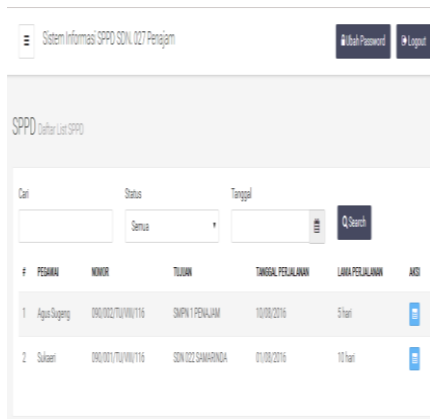 Sistem Informasi SPPD SDN. 027 Penajam
Ubah Password
Logout
SPPD Daftar List SPPD
Cari Status Tanggal
Semua
Search
# PEGAWAI NOMOR TUJUAN TANGGAL PERJALANAN LAMA PERJALANAN AKSI
1 Agus Sugeng 090/002/TU/VIII/116 SMPN 1 PENAJAM 10/08/2016 5 hari
2 Sukaeri 090/001/TU/VIII/116 SDN 022 SAMARINDA 01/08/2016 10 hari